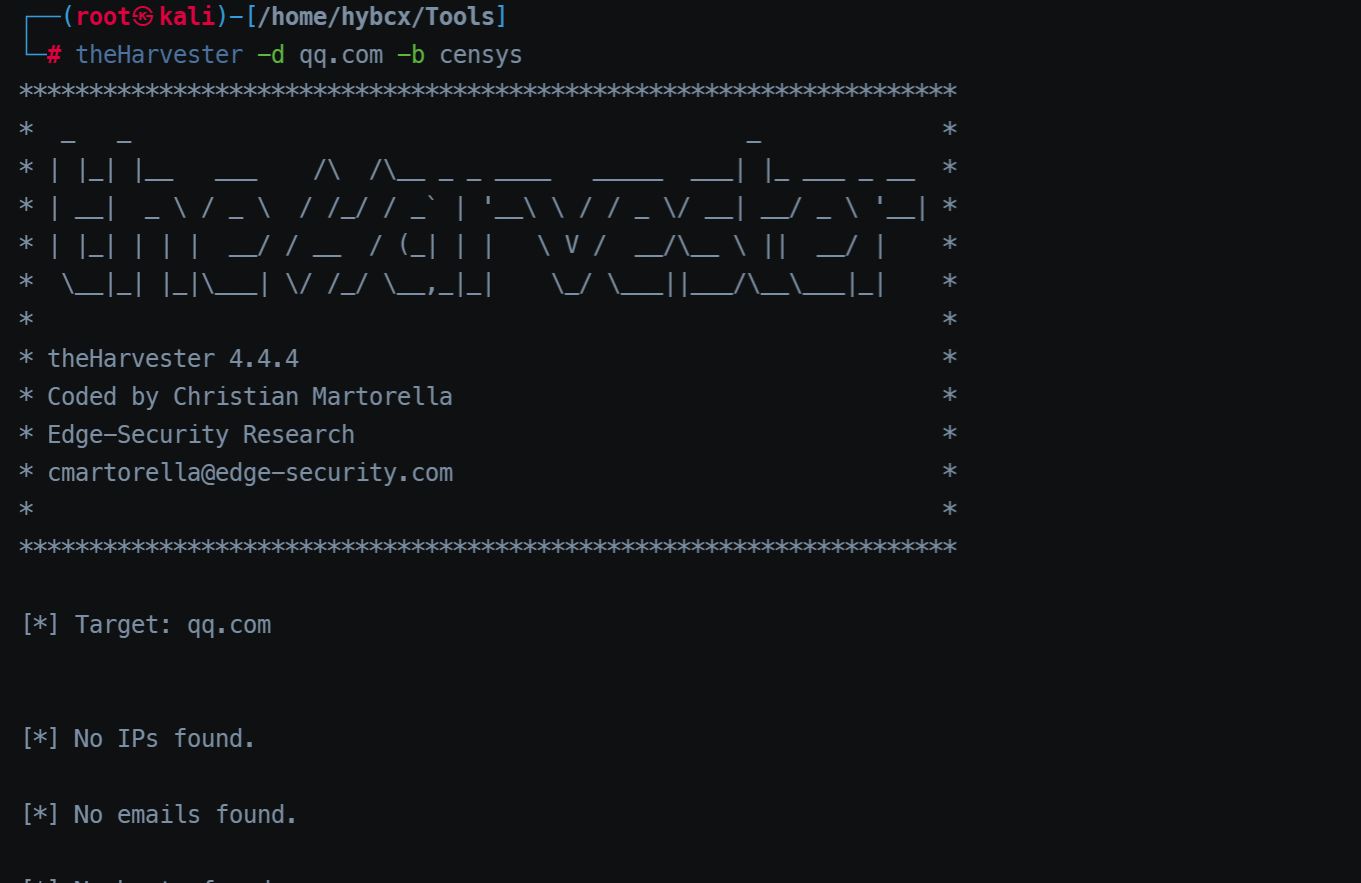 ┌──(root㉿kali)-[/home/hybcx/Tools]
└─# theHarvester -d qq.com -b censys
*******************************************************************
*  _   _                                            _             *
* | |_| |__   ___    /\  /\__ _ _ ____   _____  ___| |_ ___ _ __  *
* | __|  _ \ / _ \  / /_/ / _` | '__\ \ / / _ \/ __| __/ _ \ '__| *
* | |_| | | |  __/ / __  / (_| | |   \ V /  __/\__ \ ||  __/ |    *
*  \__|_| |_|\___| \/ /_/ \__,_|_|    \_/ \___||___/\__\___|_|    *
*                                                                 *
* theHarvester 4.4.4                                              *
* Coded by Christian Martorella                                   *
* Edge-Security Research                                          *
* cmartorella@edge-security.com                                   *
*                                                                 *
*******************************************************************
[*] Target: qq.com
[*] No IPs found.
[*] No emails found.